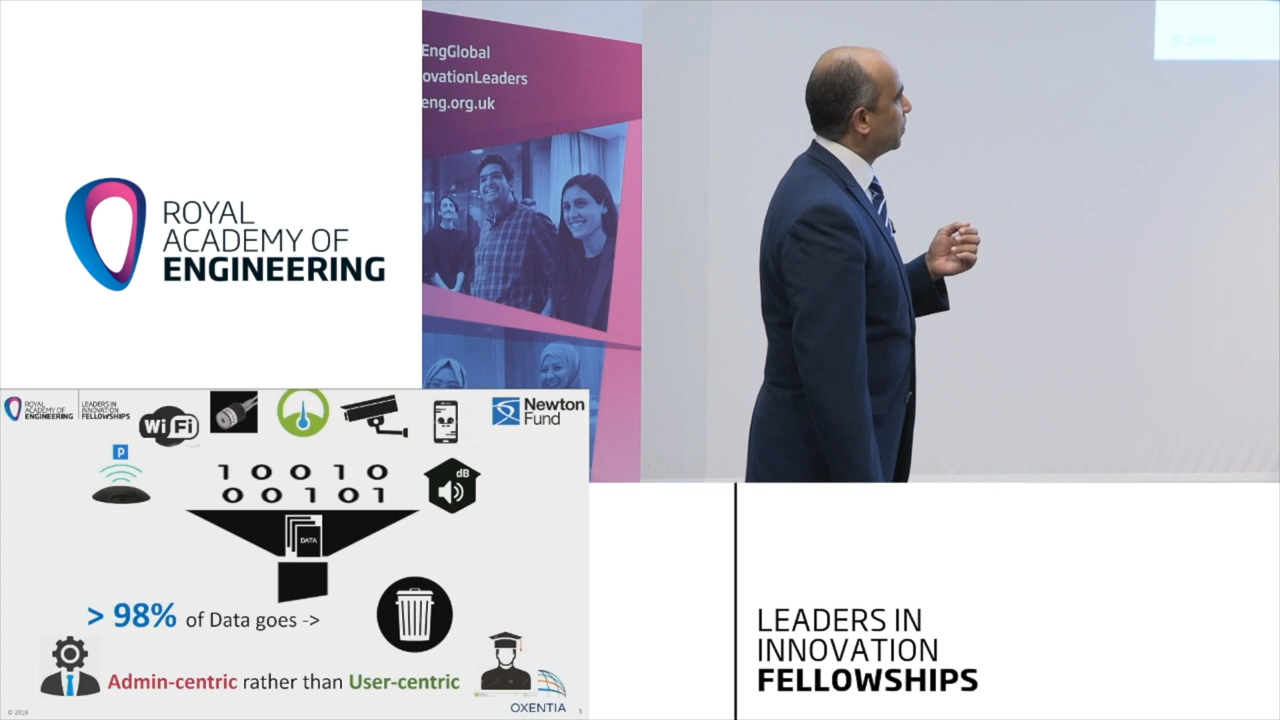 ROYAL
ACADEMY OF
ENGINEERING
EngGlobal
ovationLeaders
eng.org.uk
© 2018
ROYAL
ACADEMY OF
ENGINEERING
LEADERS IN
INNOVATION
FELLOWSHIPS
WiFi
Newton
Fund
P
1 0 0 1 0
0 0 1 0 1
dB
DATA
> 98% of Data goes ->
Admin-centric rather than User-centric
OXENTIA
© 2018
3
LEADERS IN
INNOVATION
FELLOWSHIPS